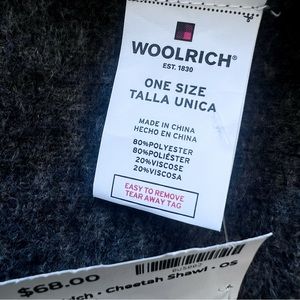 WOOLRICH®
EST. 1830
ONE SIZE
TALLA UNICA
MADE IN CHINA
HECHO EN CHINA
80%POLYESTER
80%POLIÉSTER
20%VISCOSE
20%VISCOSA
EASY TO REMOVE
TEAR AWAY TAG
$68.00
Cheetah Shawl - OS